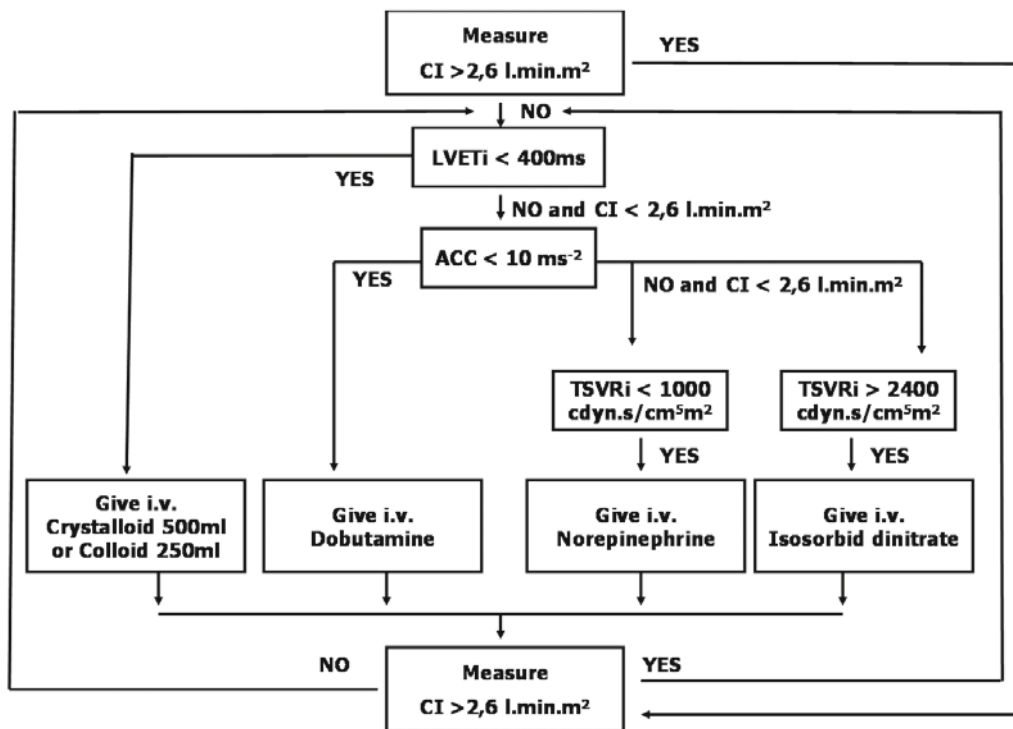 Measure
CI >2,6 l.min.m²
YES
NO
LVETi < 400ms
YES
NO and CI < 2,6 l.min.m²
ACC < 10 ms⁻²
YES
NO and CI < 2,6 l.min.m²
TSVRi < 1000
cdyn.s/cm⁵m²
TSVRi > 2400
cdyn.s/cm⁵m²
YES
YES
Give i.v.
Crystalloid 500ml
or Colloid 250ml
Give i.v.
Dobutamine
Give i.v.
Norepinephrine
Give i.v.
Isosorbid dinitrate
NO
Measure
CI >2,6 l.min.m²
YES